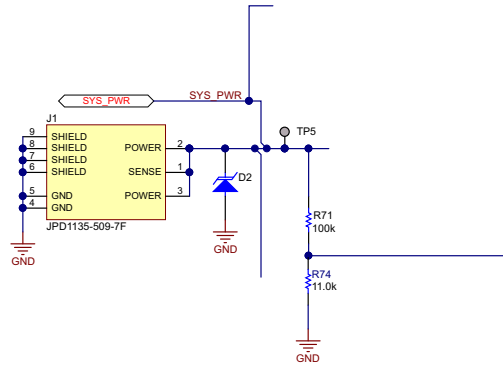 SYS_PWR
SYS_PWR
J1
TP5
9 SHIELD POWER 2
8 SHIELD
7 SHIELD SENSE 1
6 SHIELD
5 GND POWER 3
4 GND
JPD1135-509-7F
D2
R71
100k
R74
11.0k
GND
GND
GND